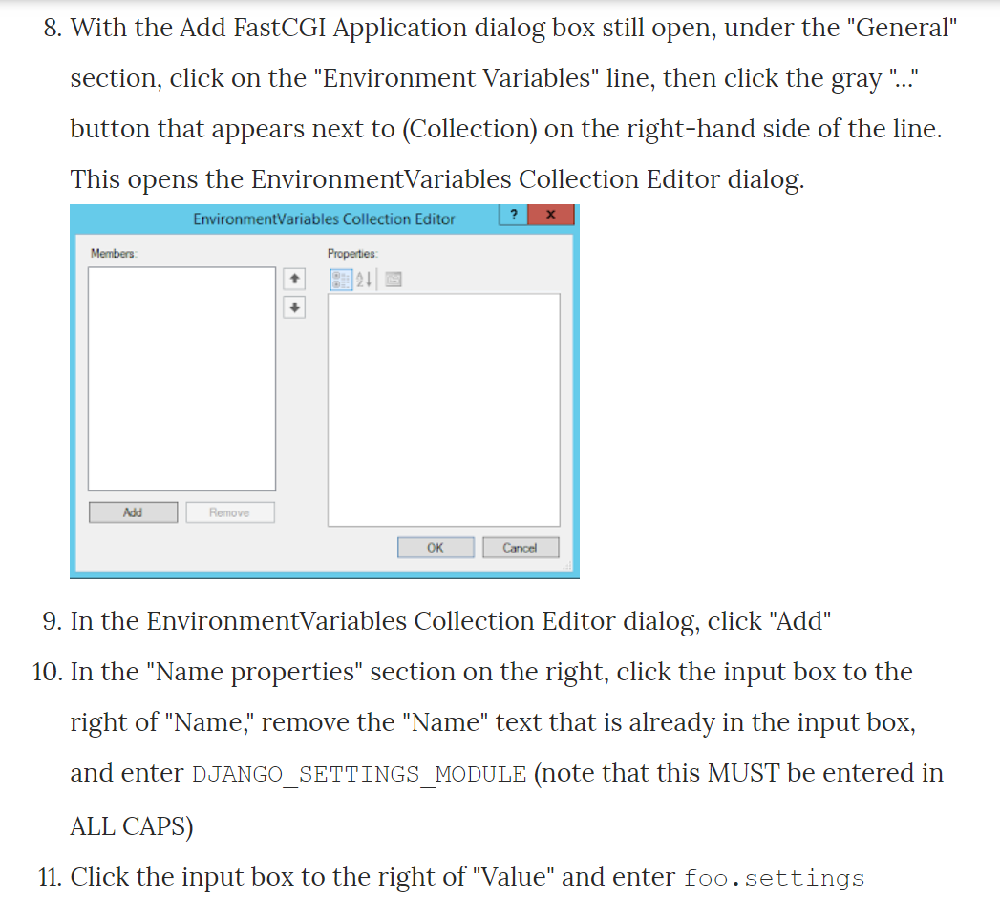 8. With the Add FastCGI Application dialog box still open, under the "General"
section, click on the "Environment Variables" line, then click the gray "..."
button that appears next to (Collection) on the right-hand side of the line.
This opens the EnvironmentVariables Collection Editor dialog.
EnvironmentVariables Collection Editor ? x
Members: Properties:
Add Remove
OK Cancel
9. In the EnvironmentVariables Collection Editor dialog, click "Add"
10. In the "Name properties" section on the right, click the input box to the
right of "Name," remove the "Name" text that is already in the input box,
and enter DJANGO_SETTINGS_MODULE (note that this MUST be entered in
ALL CAPS)
11. Click the input box to the right of "Value" and enter foo.settings